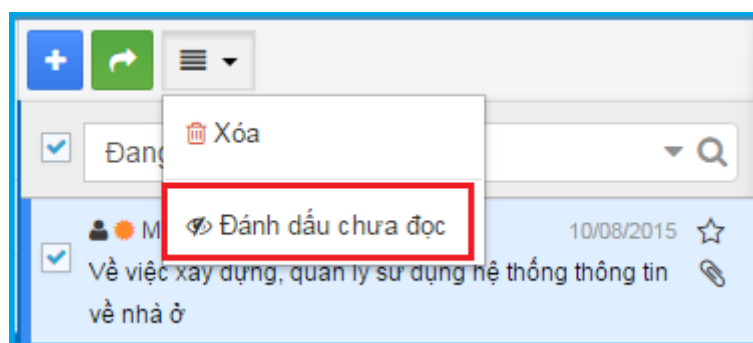 Xóa
Đang
Đánh dấu chưa đọc
M
10/08/2015
Về việc xây dựng, quản lý sử dụng hệ thống thông tin
về nhà ở